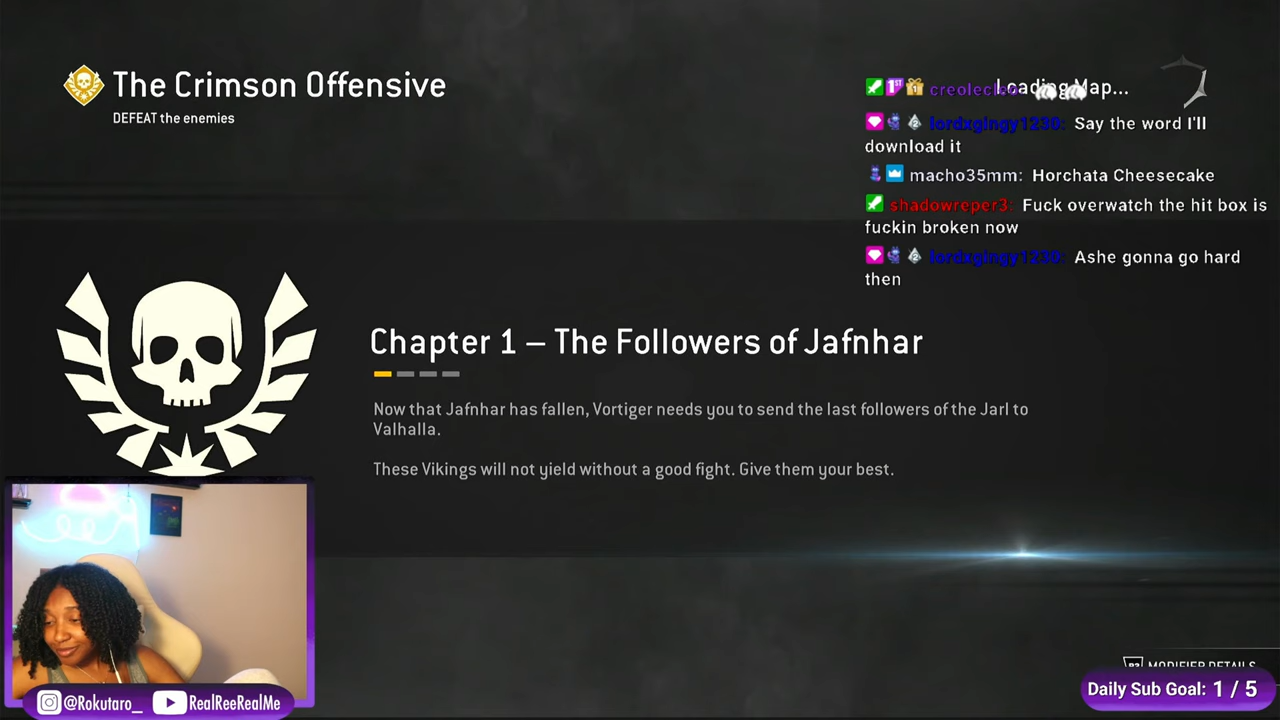 The Crimson Offensive
DEFEAT the enemies
Loading Map...
creolecleo
lordxgingy1230: Say the word I'll
download it
macho35mm: Horchata Cheesecake
shadowreper3: Fuck overwatch the hit box is
fuckin broken now
lordxgingy1230: Ashe gonna go hard
then
Chapter 1 – The Followers of Jafnhar
Now that Jafnhar has fallen, Vortiger needs you to send the last followers of the Jarl to
Valhalla.
These Vikings will not yield without a good fight. Give them your best.
@Rokutaro_
RealReeRealMe
MODIFIER DETAILS
Daily Sub Goal: 1 / 5